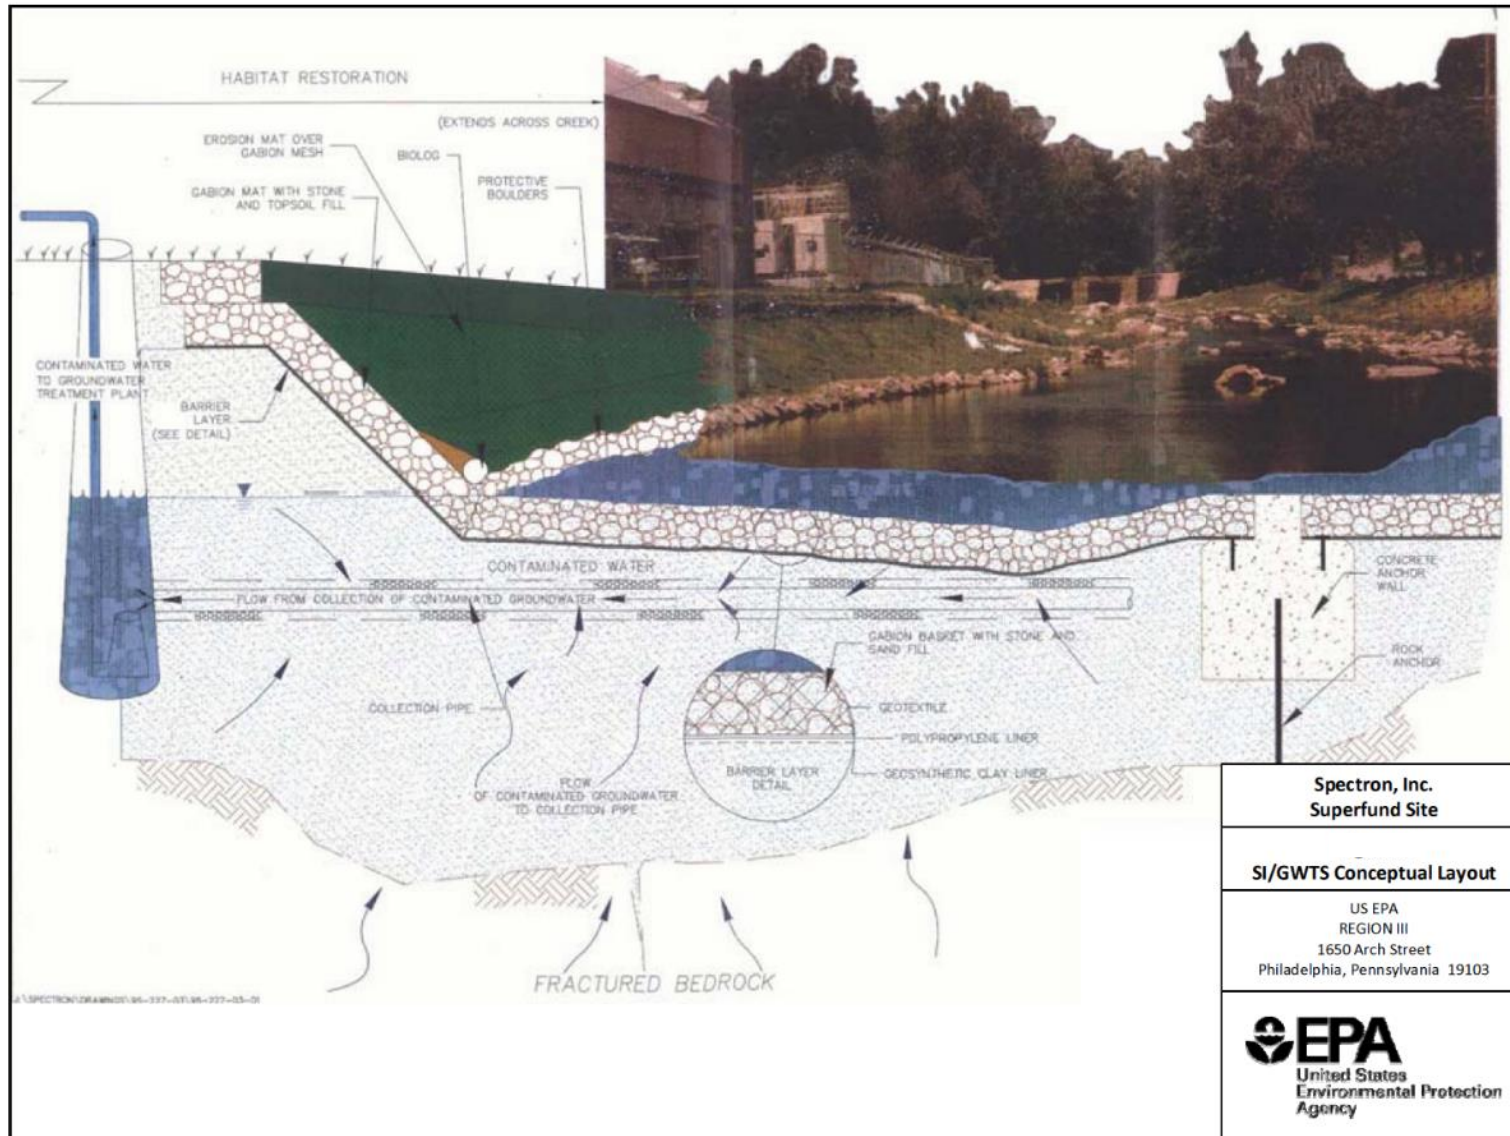 HABITAT RESTORATION
(EXTENDS ACROSS CREEK)
EROSION MAT OVER
GABION MESH
BIOLOG
GABION MAT WITH STONE
AND TOPSOIL FILL
PROTECTIVE
BOULDERS
CONTAMINATED WATER
TO GROUNDWATER
TREATMENT PLANT
BARRIER
LAYER
(SEE DETAIL)
CONTAMINATED WATER
FLOW FROM COLLECTION OF CONTAMINATED GROUNDWATER
CONCRETE
ANCHOR
WALL
GABION BASKET WITH STONE AND
SAND FILL
ROCK
ANCHOR
COLLECTION PIPE
GEOTEXTILE
POLYPROPYLENE LINER
BARRIER LAYER
DETAIL
GEOSYNTHETIC CLAY LINER
FLOW
OF CONTAMINATED GROUNDWATER
TO COLLECTION PIPE
FRACTURED BEDROCK
Spectron, Inc.
Superfund Site
SI/GWTS Conceptual Layout
US EPA
REGION III
1650 Arch Street
Philadelphia, Pennsylvania 19103
EPA
United States
Environmental Protection
Agency